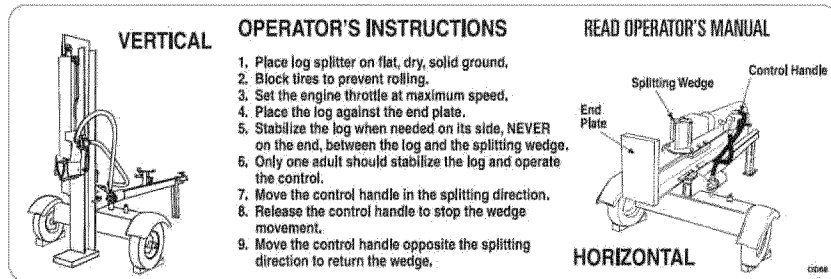 VERTICAL
OPERATOR'S INSTRUCTIONS
1. Place log splitter on flat, dry, solid ground.
2. Block tires to prevent rolling.
3. Set the engine throttle at maximum speed.
4. Place the log against the end plate.
5. Stabilize the log when needed on its side, NEVER
on the end, between the log and the splitting wedge.
6. Only one adult should stabilize the log and operate
the control.
7. Move the control handle in the splitting direction.
8. Release the control handle to stop the wedge
movement.
9. Move the control handle opposite the splitting
direction to return the wedge.
READ OPERATOR'S MANUAL
Control Handle
Splitting Wedge
End
Plate
HORIZONTAL